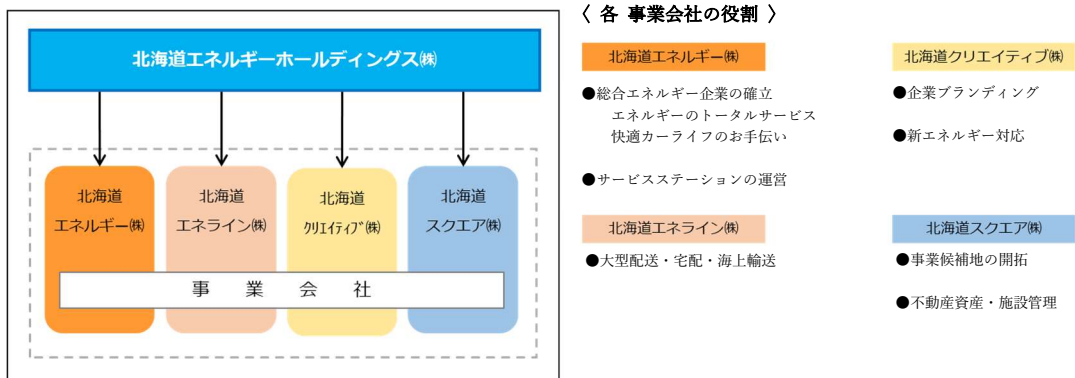 北海道エネルギーホールディングス㈱
北海道
エネルギー㈱
北海道
エネライン㈱
北海道
ｸﾘｴｲﾃｨﾌﾞ㈱
北海道
スクエア㈱
事業会社
〈 各 事業会社の役割 〉
北海道エネルギー㈱
●総合エネルギー企業の確立
エネルギーのトータルサービス
快適カーライフのお手伝い
●サービスステーションの運営
北海道クリエイティブ㈱
●企業ブランディング
●新エネルギー対応
北海道エネライン㈱
●大型配送・宅配・海上輸送
北海道スクエア㈱
●事業候補地の開拓
●不動産資産・施設管理